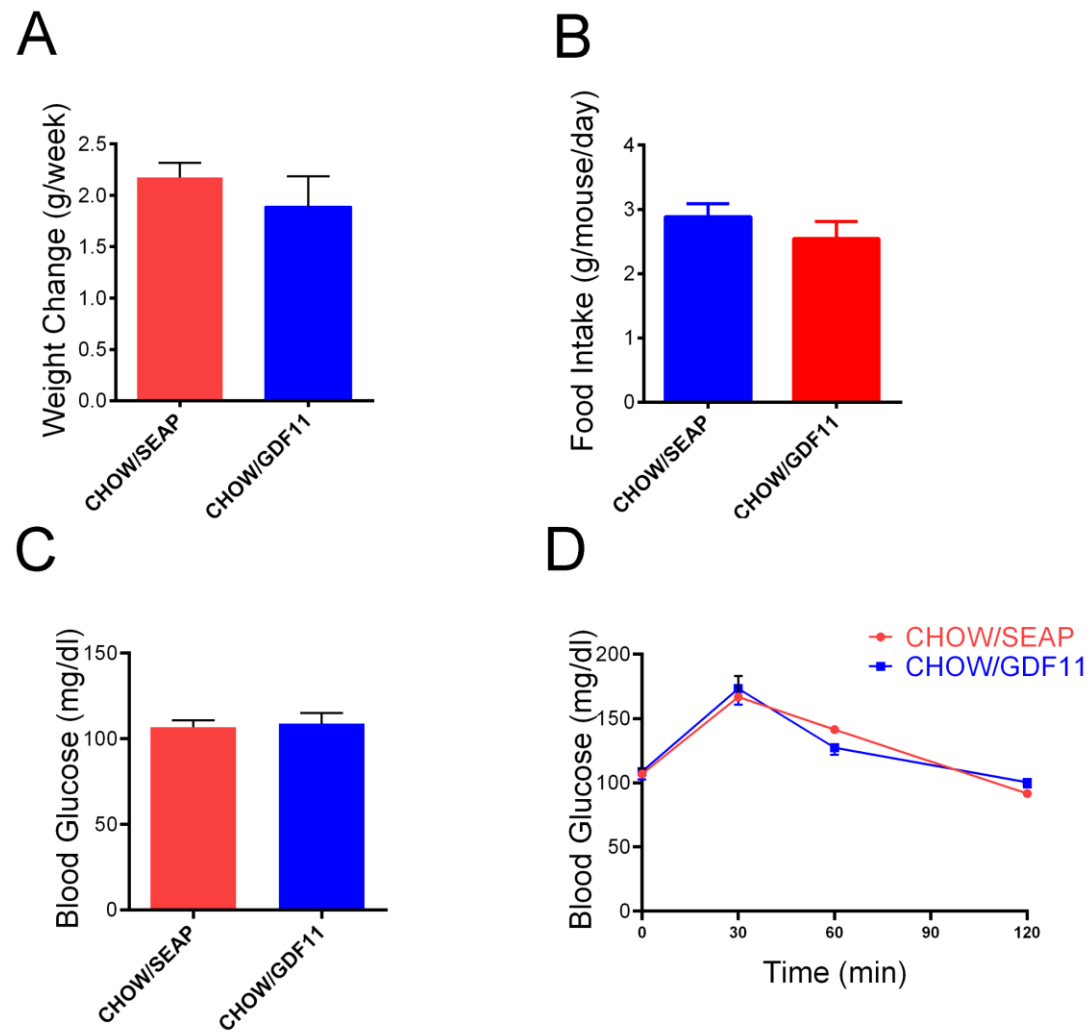 A
Weight Change (g/week)
2.5
2.0
1.5
1.0
0.5
0.0
CHOW/SEAP
CHOW/GDF11
B
Food Intake (g/mouse/day)
4
3
2
1
0
CHOW/SEAP
CHOW/GDF11
C
Blood Glucose (mg/dl)
150
100
50
0
CHOW/SEAP
CHOW/GDF11
D
CHOW/SEAP
CHOW/GDF11
Blood Glucose (mg/dl)
200
150
100
50
0
0 30 60 90 120
Time (min)